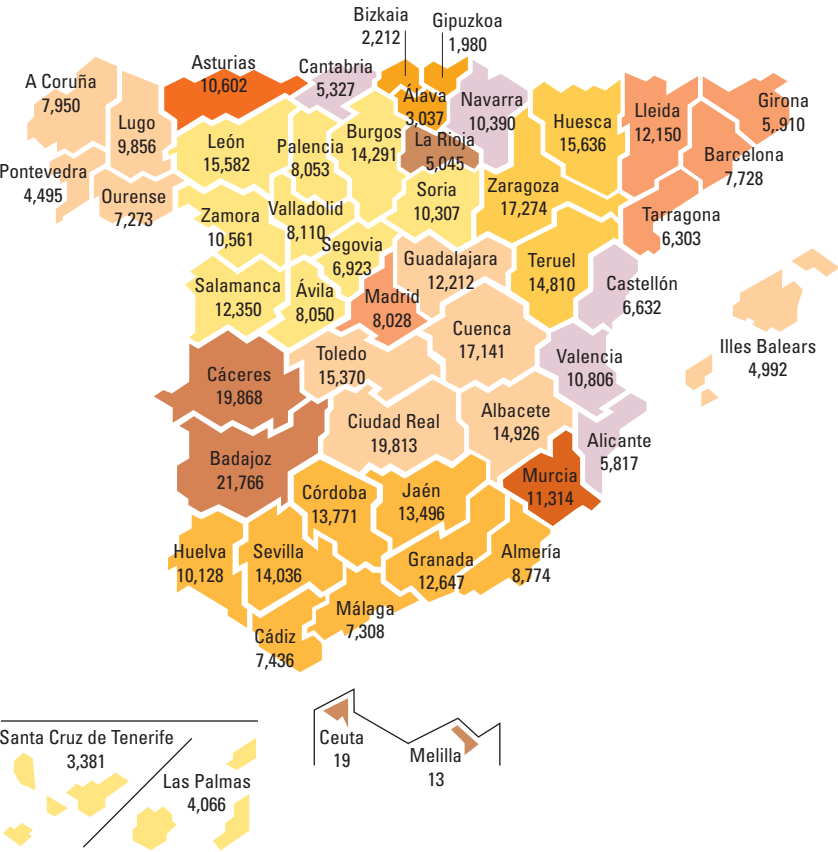 Bizkaia
2,212
Gipuzkoa
1,980
A Coruña
7,950
Asturias
10,602
Cantabria
5,327
Álava
3,037
Navarra
10,390
Lugo
9,856
León
15,582
Palencia
8,053
Burgos
14,291
La Rioja
5,045
Huesca
15,636
Lleida
12,150
Girona
5,.910
Barcelona
7,728
Pontevedra
4,495
Ourense
7,273
Zamora
10,561
Valladolid
8,110
Soria
10,307
Zaragoza
17,274
Tarragona
6,303
Segovia
6,923
Guadalajara
12,212
Teruel
14,810
Castellón
6,632
Salamanca
12,350
Ávila
8,050
Madrid
8,028
Cuenca
17,141
Illes Balears
4,992
Toledo
15,370
Valencia
10,806
Cáceres
19,868
Ciudad Real
19,813
Albacete
14,926
Alicante
5,817
Badajoz
21,766
Murcia
11,314
Córdoba
13,771
Jaén
13,496
Huelva
10,128
Sevilla
14,036
Granada
12,647
Almería
8,774
Málaga
7,308
Cádiz
7,436
Ceuta
19
Melilla
13
Santa Cruz de Tenerife
3,381
Las Palmas
4,066